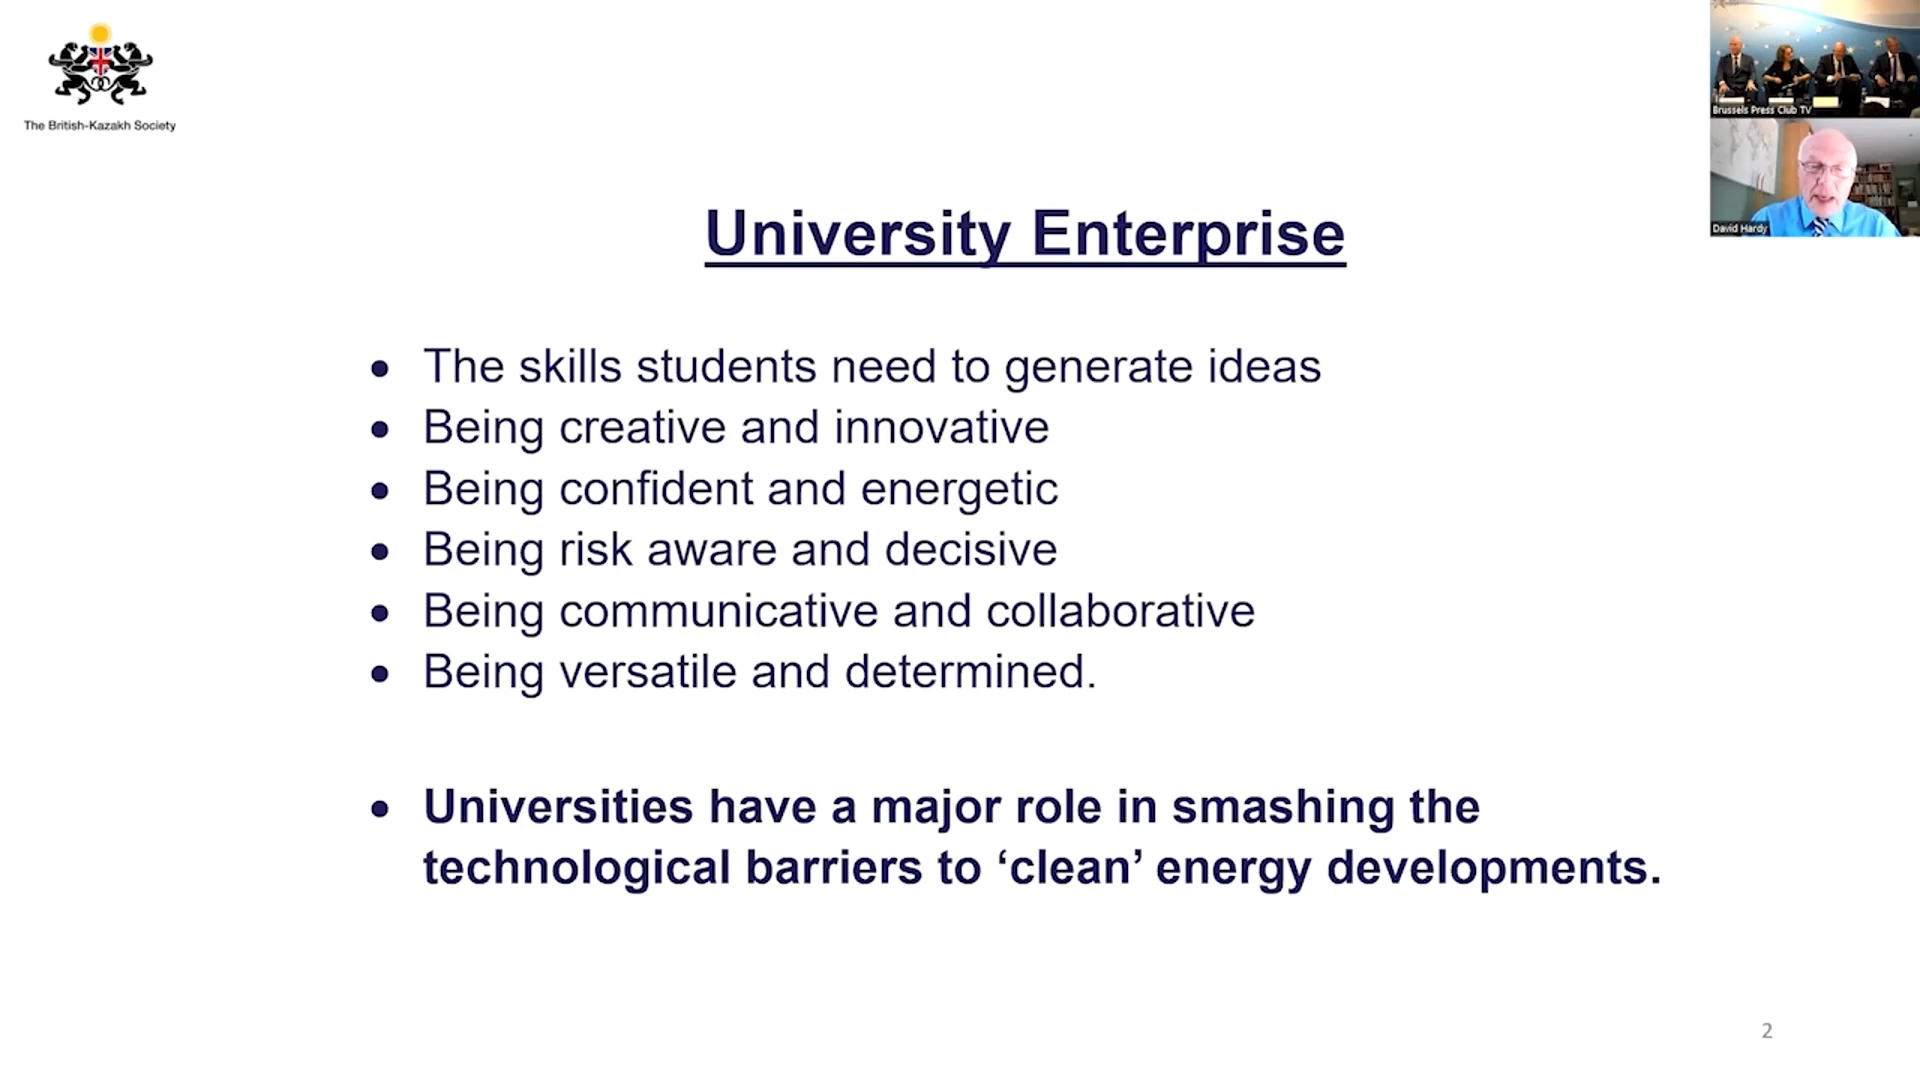 The British-Kazakh Society
Brussels Press Club TV
David Hardy
University Enterprise
• The skills students need to generate ideas
• Being creative and innovative
• Being confident and energetic
• Being risk aware and decisive
• Being communicative and collaborative
• Being versatile and determined.
• Universities have a major role in smashing the
technological barriers to ‘clean’ energy developments.
2